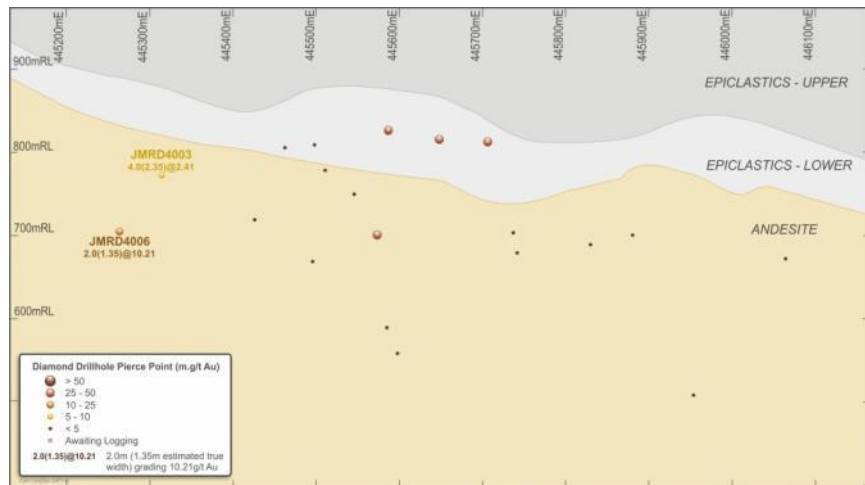 445200mE
445300mE
445400mE
445500mE
445600mE
445700mE
445800mE
445900mE
446000mE
446100mE
900mRL
EPICLASTICS - UPPER
800mRL
JMRD4003
4.0(2.35)@2.41
EPICLASTICS - LOWER
700mRL
JMRD4006
2.0(1.35)@10.21
ANDESITE
600mRL
Diamond Drillhole Pierce Point (m.g/t Au)
> 50
25 - 50
10 - 25
5 - 10
< 5
Awaiting Logging
2.0(1.35)@10.21 2.0m (1.35m estimated true
width) grading 10.21g/t Au